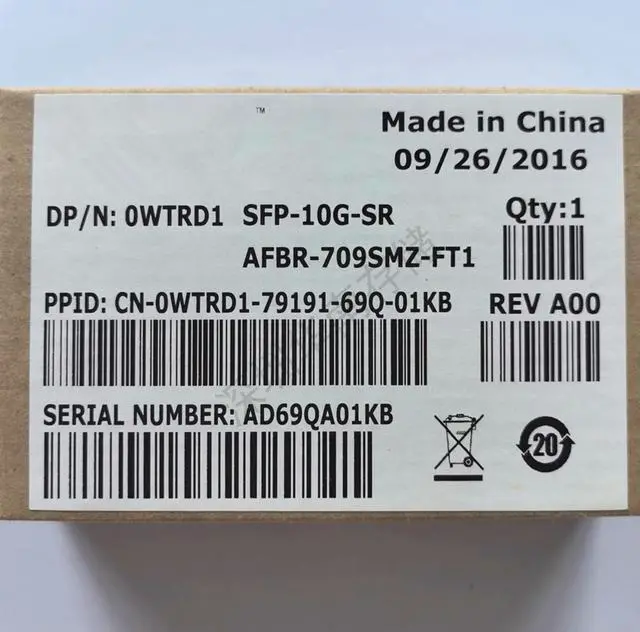 ™
Made in China
09/26/2016
DP/N: 0WTRD1 SFP-10G-SR
Qty:1
AFBR-709SMZ-FT1
PPID: CN-0WTRD1-79191-69Q-01KB
REV A00
SERIAL NUMBER: AD69QA01KB
20